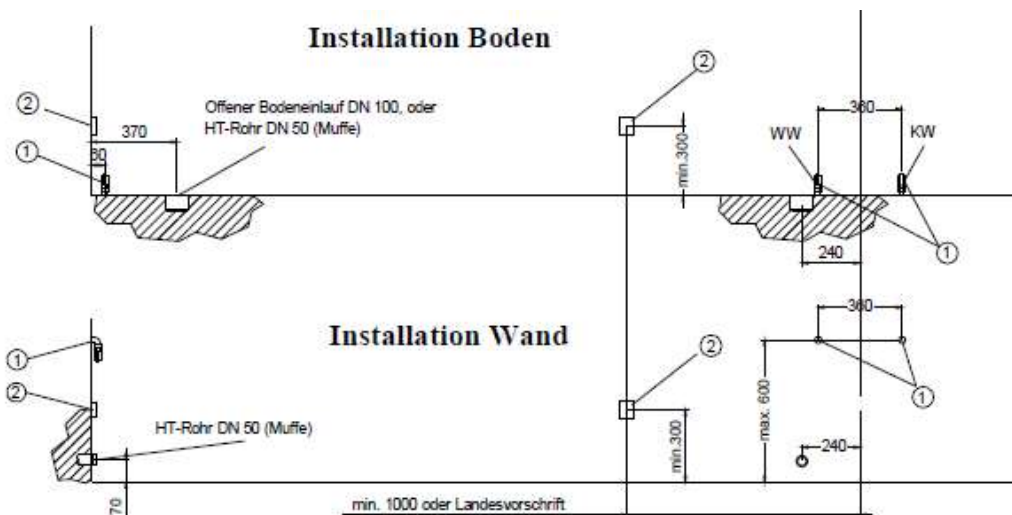 Installation Boden
2
2
Offener Bodeneinlauf DN 100, oder
HT-Rohr DN 50 (Muffe)
360
370
WW
KW
1
60
min.300
1
240
Installation Wand
360
1
2
2
1
max. 600
HT-Rohr DN 50 (Muffe)
min.300
240
70
min. 1000 oder Landesvorschrift